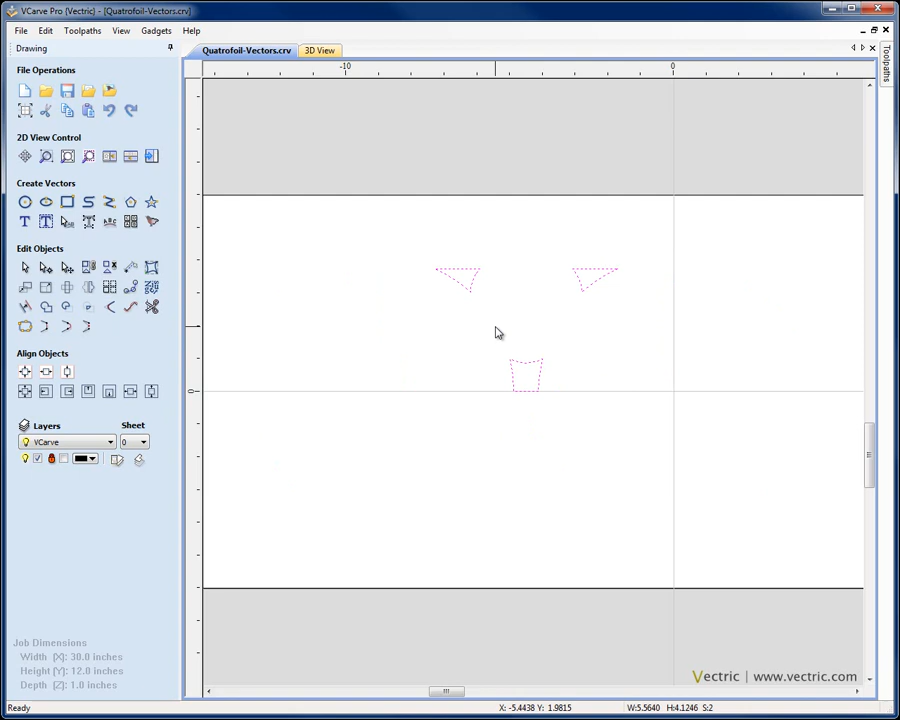 VCarve Pro {Vectric} - [Quatrofoil-Vectors.crv]
File Edit Toolpaths View Gadgets Help
Drawing
Quatrofoil-Vectors.crv 3D View
Toolpaths
-10 0
0
File Operations
2D View Control
Create Vectors
Edit Objects
Align Objects
Layers Sheet
VCarve 0
Job Dimensions
Width (X): 30.0 inches
Height (Y): 12.0 inches
Depth (Z): 1.0 inches
Vectric | www.vectric.com
Ready X: -5.4438 Y: 1.9815 W:5.5640 H:4.1246 S:2